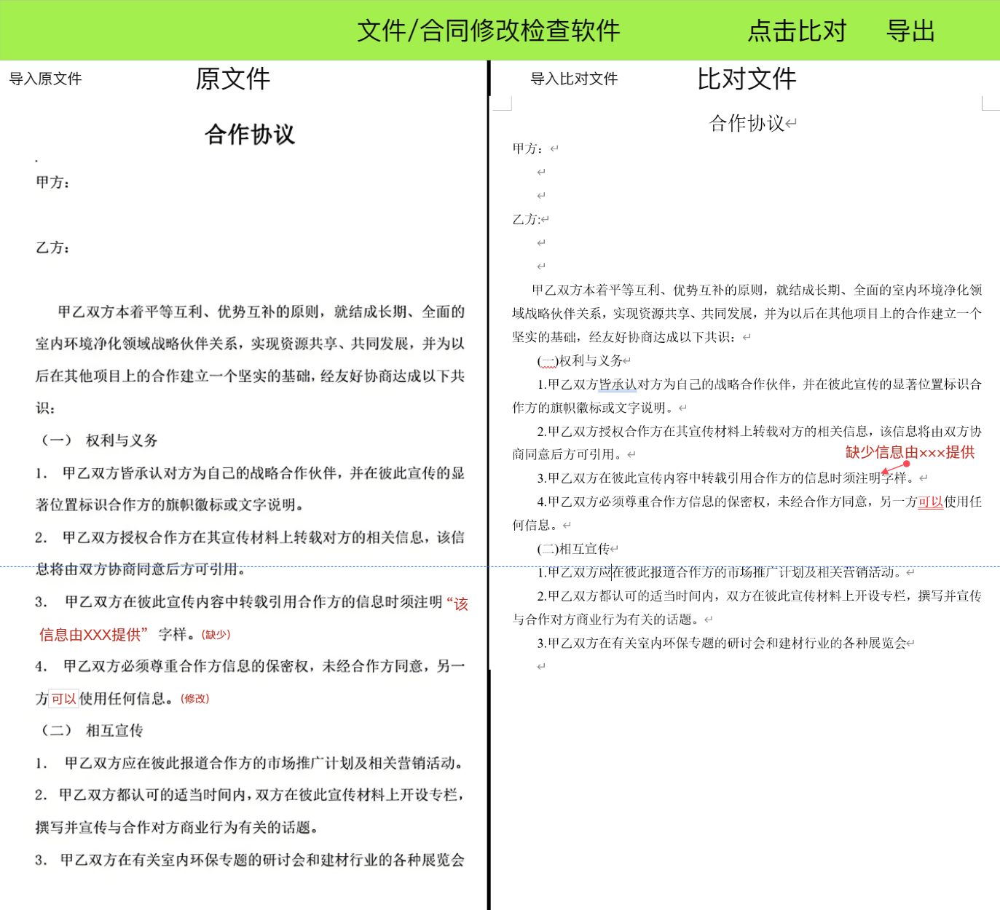 文件/合同修改检查软件
点击比对
导出
导入原文件
原文件
合作协议
甲方：
乙方：
甲乙双方本着平等互利、优势互补的原则，就结成长期、全面的
室内环境净化领域战略伙伴关系，实现资源共享、共同发展，并为以
后在其他项目上的合作建立一个坚实的基础，经友好协商达成以下共
识：
（一） 权利与义务
1. 甲乙双方皆承认对方为自己的战略合作伙伴，并在彼此宣传的显
著位置标识合作方的旗帜徽标或文字说明。
2. 甲乙双方授权合作方在其宣传材料上转载对方的相关信息，该信
息将由双方协商同意后方可引用。
3. 甲乙双方在彼此宣传内容中转载引用合作方的信息时须注明“该
信息由XXX提供” 字样。(缺少)
4. 甲乙双方必须尊重合作方信息的保密权，未经合作方同意，另一
方可以使用任何信息。(修改)
（二） 相互宣传
1. 甲乙双方应在彼此报道合作方的市场推广计划及相关营销活动。
2. 甲乙双方都认可的适当时间内，双方在彼此宣传材料上开设专栏，
撰写并宣传与合作对方商业行为有关的话题。
3. 甲乙双方在有关室内环保专题的研讨会和建材行业的各种展览会
导入比对文件
比对文件
合作协议↵
甲方：↵
↵
↵
乙方:↵
↵
↵
甲乙双方本着平等互利、优势互补的原则，就结成长期、全面的室内环境净化领
域战略伙伴关系，实现资源共享、共同发展，并为以后在其他项目上的合作建立一个
坚实的基础，经友好协商达成以下共识：↵
(一)权利与义务↵
1.甲乙双方皆承认对方为自己的战略合作伙伴，并在彼此宣传的显著位置标识合
作方的旗帜徽标或文字说明。↵
2.甲乙双方授权合作方在其宣传材料上转载对方的相关信息，该信息将由双方协
商同意后方可引用。↵
缺少信息由×××提供
3.甲乙双方在彼此宣传内容中转载引用合作方的信息时须注明字样。↵
4.甲乙双方必须尊重合作方信息的保密权，未经合作方同意，另一方可以使用任
何信息。↵
(二)相互宣传↵
1.甲乙双方应在彼此报道合作方的市场推广计划及相关营销活动。↵
2.甲乙双方都认可的适当时间内，双方在彼此宣传材料上开设专栏，撰写并宣传
与合作对方商业行为有关的话题。↵
3.甲乙双方在有关室内环保专题的研讨会和建材行业的各种展览会↵
↵